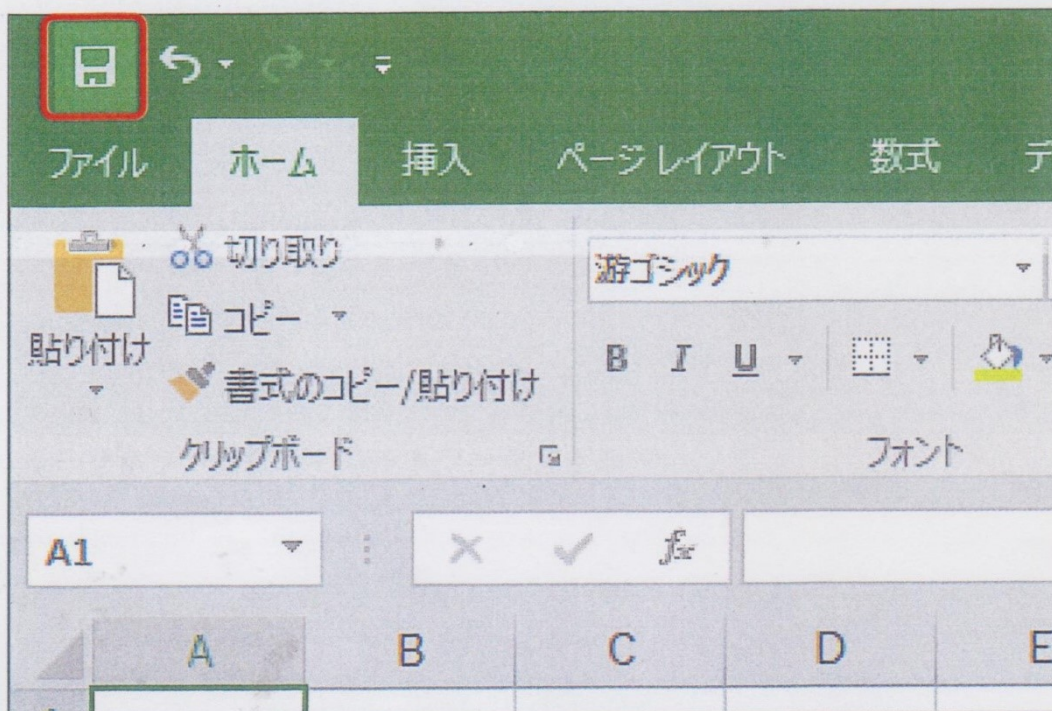 ファイル ホーム 挿入 ページ レイアウト 数式 デ
切り取り
コピー
貼り付け
書式のコピー/貼り付け
クリップボード
游ゴシック
B I U
フォント
A1 fx
A B C D E